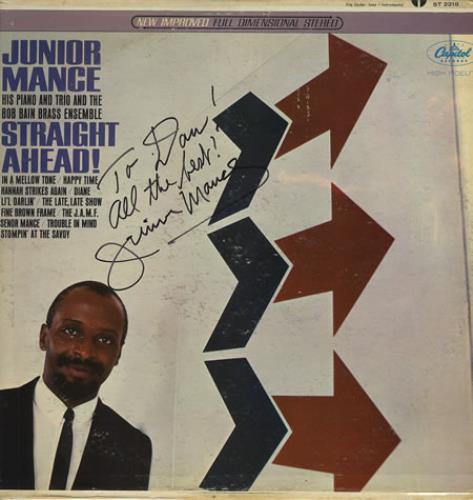 NEW IMPROVED FULL DIMENSIONAL STEREO
ST 2218
Capitol
HIGH FIDELI
JUNIOR
MANCE
HIS PIANO AND TRIO AND THE
BOB BAIN BRASS ENSEMBLE
STRAIGHT
AHEAD!
IN A MELLOW TONE / HAPPY TIME
HANNAH STRIKES AGAIN / DIANE
LI'L DARLIN' / THE LATE, LATE SHOW
FINE BROWN FRAME / THE J.A.M.F.
SENOR MANCE / TROUBLE IN MIND
STOMPIN' AT THE SAVOY
To Dan!
All the best!
Junior Mance